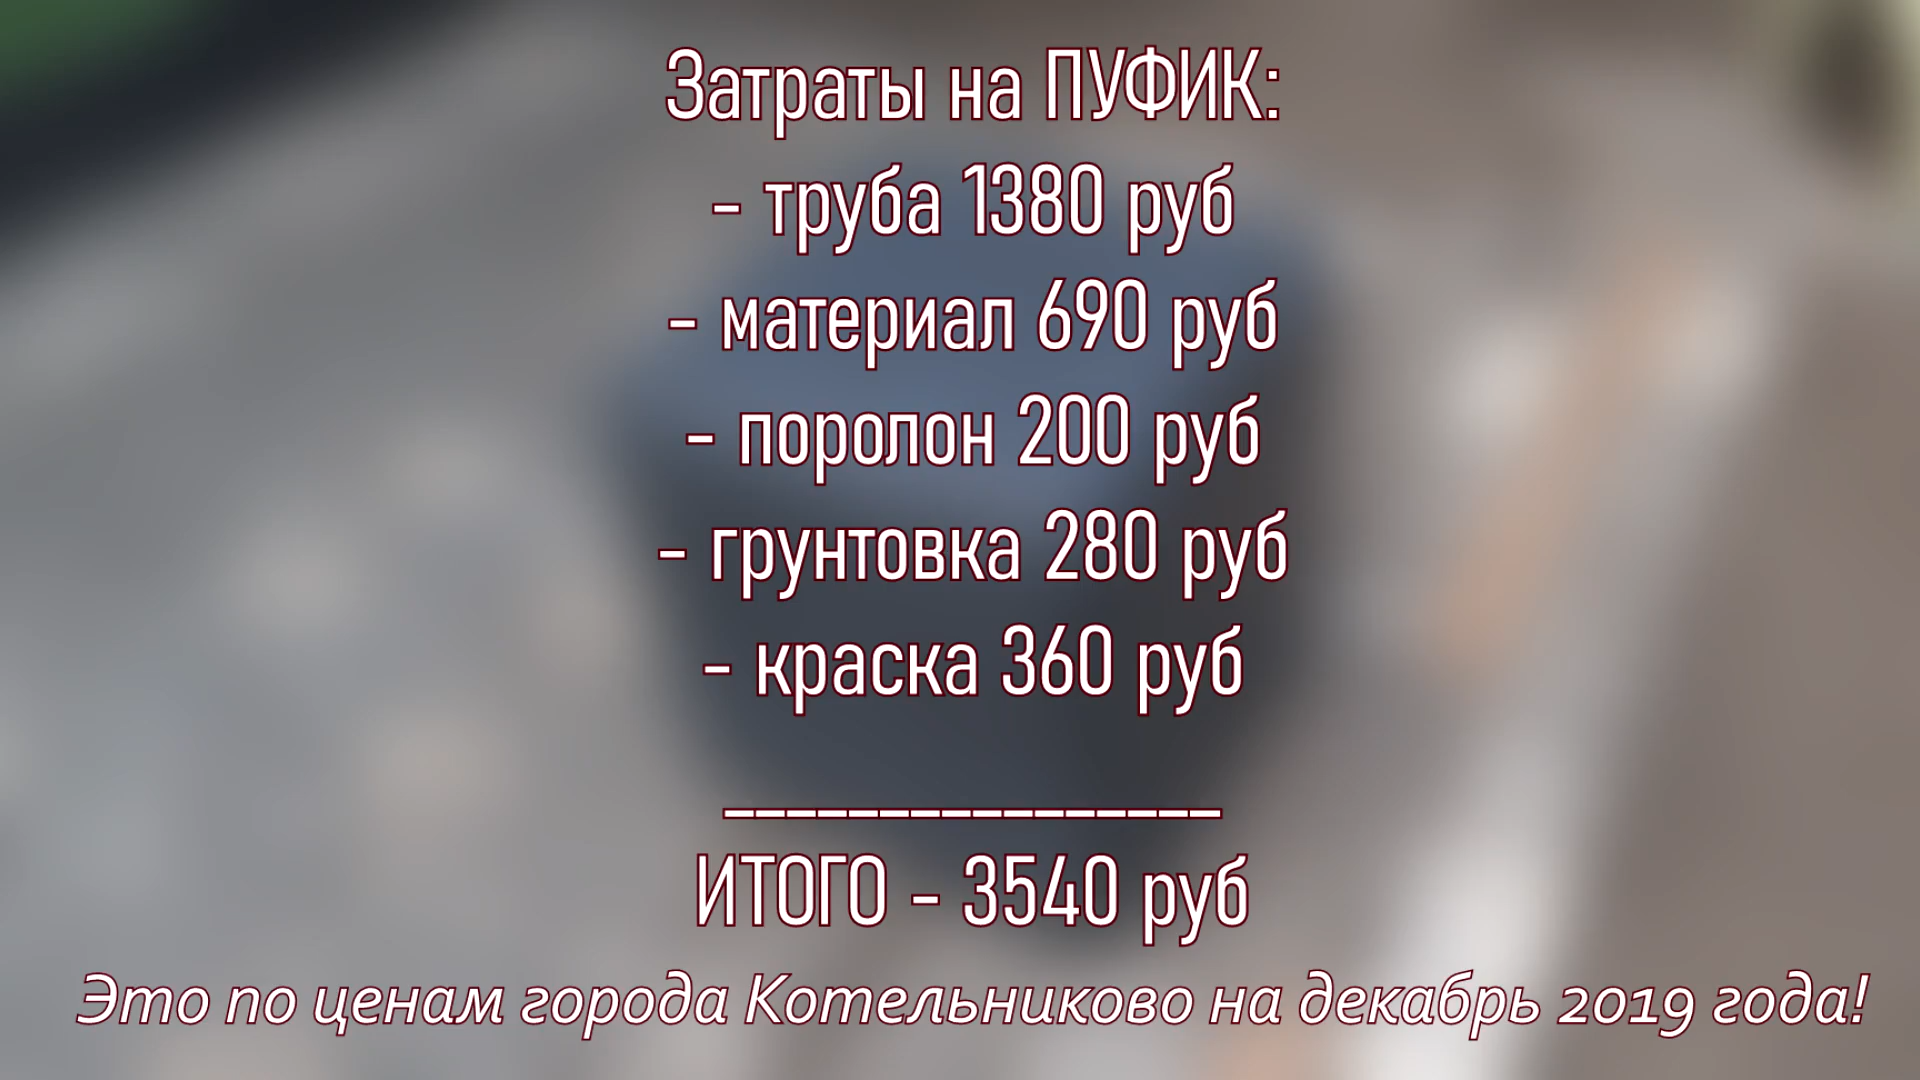 Затраты на ПУФИК:
- труба 1380 руб
- материал 690 руб
- поролон 200 руб
- грунтовка 280 руб
- краска 360 руб
________________
ИТОГО - 3540 руб
Это по ценам города Котельниково на декабрь 2019 года!